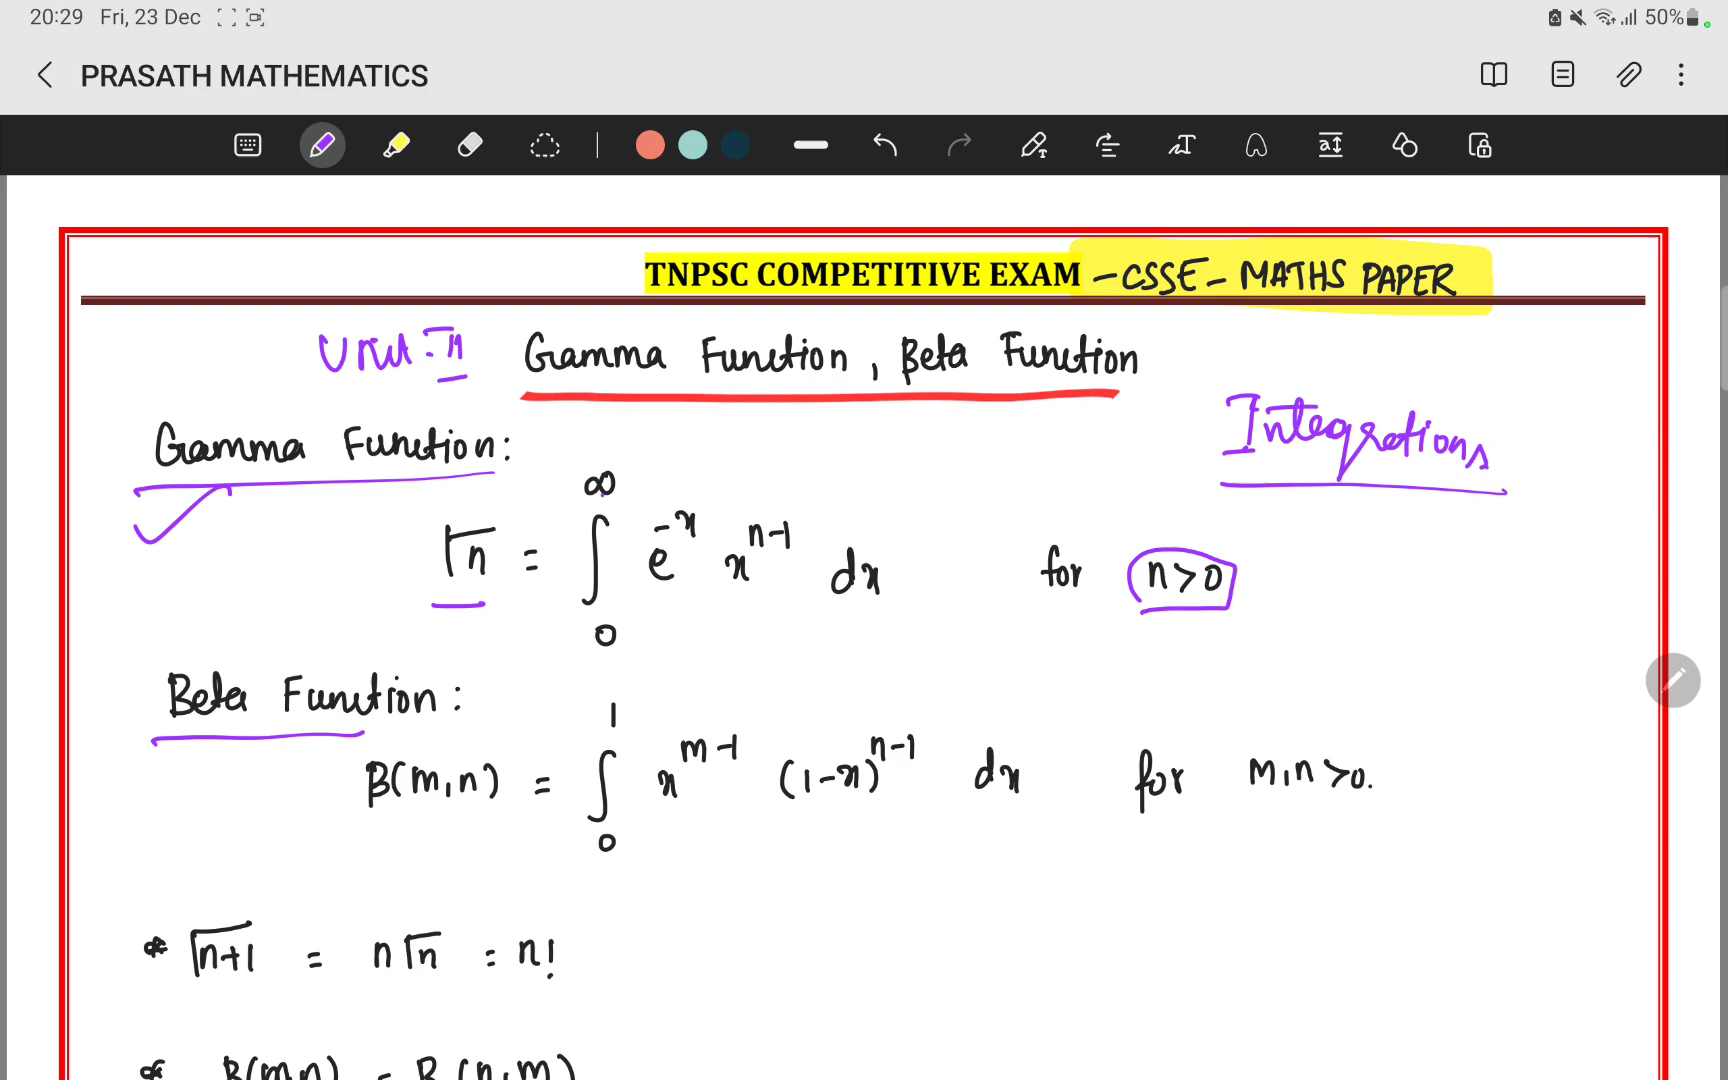 20:29 Fri, 23 Dec 50%
PRASATH MATHEMATICS
TNPSC COMPETITIVE EXAM - CSSE - MATHS PAPER
Unit-II Gamma Function, Beta Function
Integrations
Gamma Function:
Γn = ∫₀^∞ e^-x x^n-1 dx for n>0
Beta Function:
β(m,n) = ∫₀^1 x^m-1 (1-x)^n-1 dx for m,n>0.
* Γn+1 = nΓn = n!
* β(m,n) = β(n,m)